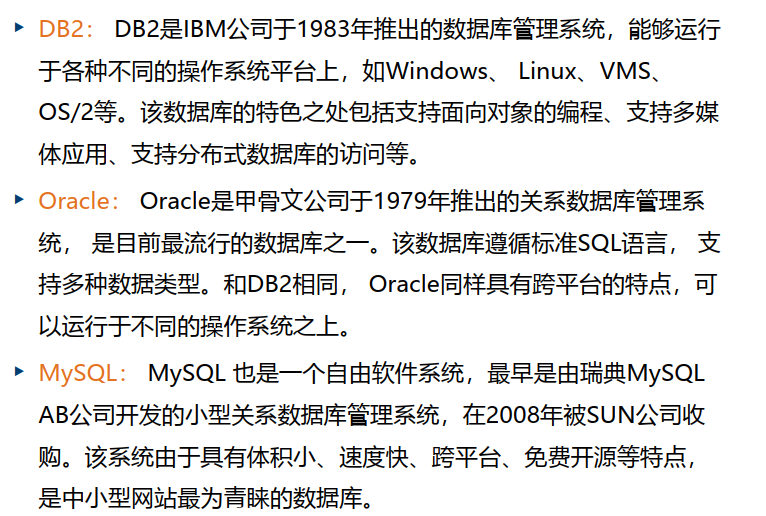 DB2： DB2是IBM公司于1983年推出的数据库管理系统，能够运行
于各种不同的操作系统平台上，如Windows、 Linux、VMS、
OS/2等。该数据库的特色之处包括支持面向对象的编程、支持多媒
体应用、支持分布式数据库的访问等。
Oracle： Oracle是甲骨文公司于1979年推出的关系数据库管理系
统， 是目前最流行的数据库之一。该数据库遵循标准SQL语言， 支
持多种数据类型。和DB2相同， Oracle同样具有跨平台的特点，可
以运行于不同的操作系统之上。
MySQL： MySQL 也是一个自由软件系统，最早是由瑞典MySQL
AB公司开发的小型关系数据库管理系统，在2008年被SUN公司收
购。该系统由于具有体积小、速度快、跨平台、免费开源等特点，
是中小型网站最为青睐的数据库。